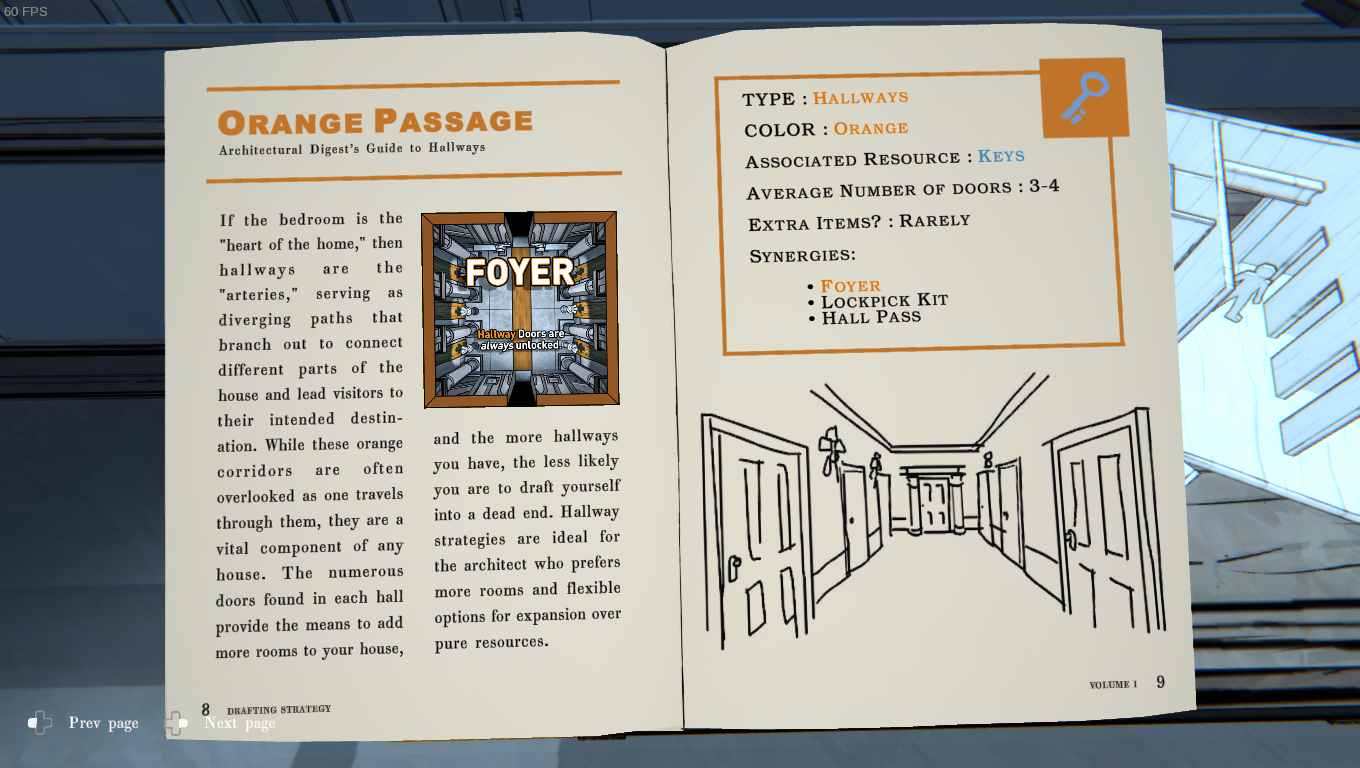 60 FPS
ORANGE PASSAGE
Architectural Digest's Guide to Hallways
If the bedroom is the
"heart of the home," then
hallways are the
"arteries," serving as
diverging paths that
branch out to connect
different parts of the
house and lead visitors to
their intended destin-
ation. While these orange
corridors are often
overlooked as one travels
through them, they are a
vital component of any
house. The numerous
doors found in each hall
provide the means to add
more rooms to your house,
FOYER
Hallway Doors are
always unlocked.
and the more hallways
you have, the less likely
you are to draft yourself
into a dead end. Hallway
strategies are ideal for
the architect who prefers
more rooms and flexible
options for expansion over
pure resources.
8 DRAFTING STRATEGY
TYPE : HALLWAYS
COLOR : ORANGE
ASSOCIATED RESOURCE : KEYS
AVERAGE NUMBER OF DOORS : 3-4
EXTRA ITEMS? : RARELY
SYNERGIES:
• FOYER
• LOCKPICK KIT
• HALL PASS
VOLUME I 9
Prev page
Next page